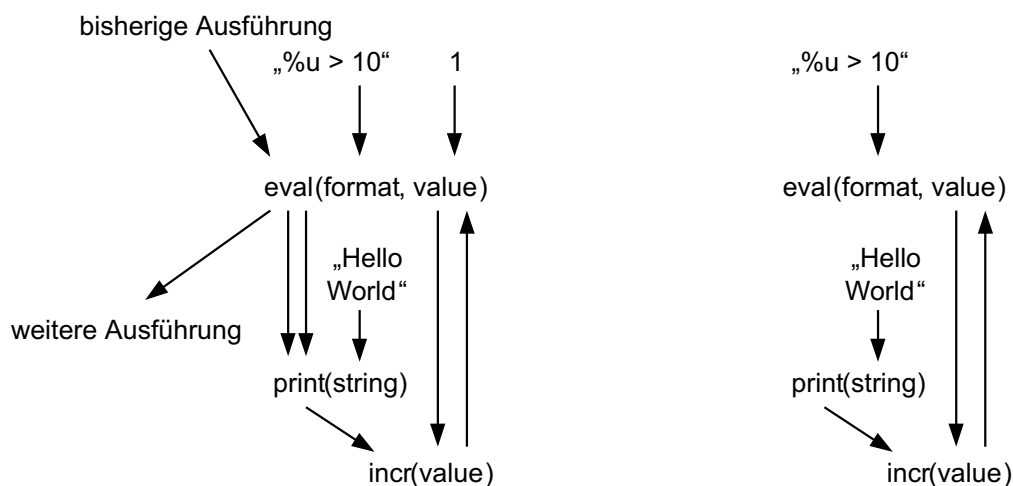 bisherige Ausführung
„%u > 10“ 1
eval(format, value)
„Hello
World“
weitere Ausführung
print(string)
incr(value)
„%u > 10“
eval(format, value)
„Hello
World“
print(string)
incr(value)